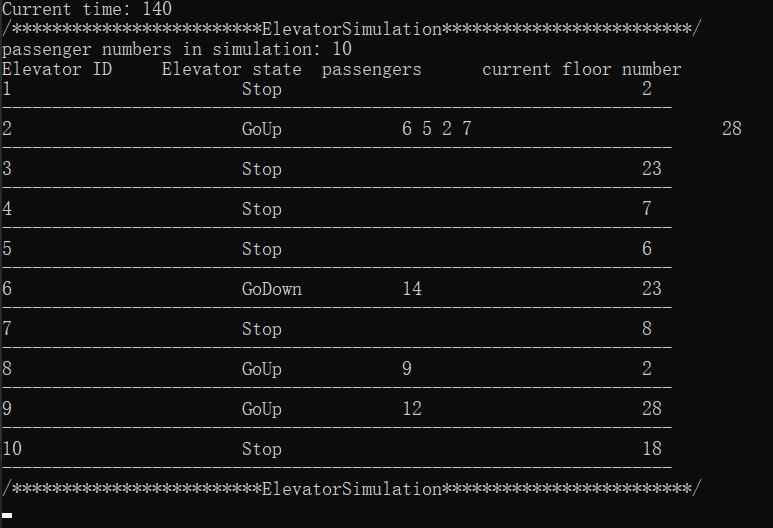 Current time: 140
/*************************ElevatorSimulation*************************/
passenger numbers in simulation: 10
Elevator ID     Elevator state  passengers      current floor number
1                       Stop                                    2
-------------------------------------------------------------------
2                       GoUp            6 5 2 7                         28
-------------------------------------------------------------------
3                       Stop                                    23
-------------------------------------------------------------------
4                       Stop                                    7
-------------------------------------------------------------------
5                       Stop                                    6
-------------------------------------------------------------------
6                       GoDown          14                      23
-------------------------------------------------------------------
7                       Stop                                    8
-------------------------------------------------------------------
8                       GoUp            9                       2
-------------------------------------------------------------------
9                       GoUp            12                      28
-------------------------------------------------------------------
10                      Stop                                    18
-------------------------------------------------------------------
/*************************ElevatorSimulation*************************/